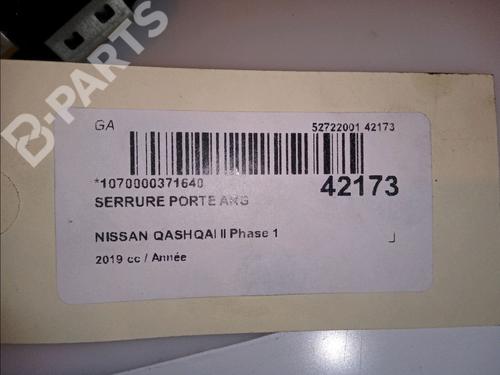 B-PARTS
GA
52722001 42173
*1070000371640
42173
SERRURE PORTE ARG
NISSAN QASHQAI II Phase 1
2019 cc / Année